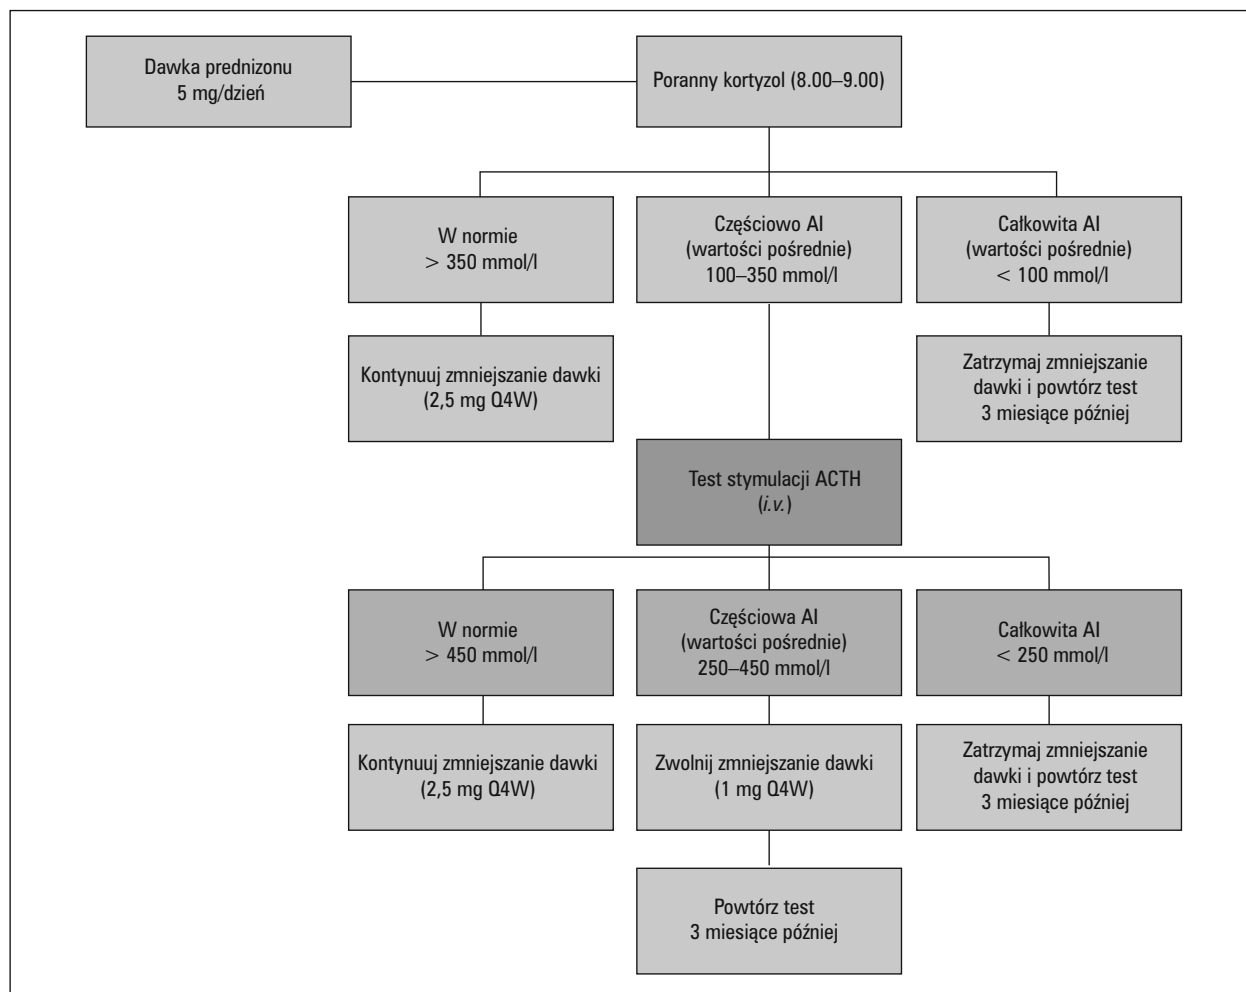 Dawka prednizonu
5 mg/dzień
Poranny kortyzol (8.00–9.00)
W normie
> 350 mmol/l
Częściowo AI
(wartości pośrednie)
100–350 mmol/l
Całkowita AI
(wartości pośrednie)
< 100 mmol/l
Kontynuuj zmniejszanie dawki
(2,5 mg Q4W)
Zatrzymaj zmniejszanie
dawki i powtórz test
3 miesiące później
Test stymulacji ACTH
(i.v.)
W normie
> 450 mmol/l
Częściowa AI
(wartości pośrednie)
250–450 mmol/l
Całkowita AI
< 250 mmol/l
Kontynuuj zmniejszanie dawki
(2,5 mg Q4W)
Zwolnij zmniejszanie dawki
(1 mg Q4W)
Zatrzymaj zmniejszanie
dawki i powtórz test
3 miesiące później
Powtórz test
3 miesiące później